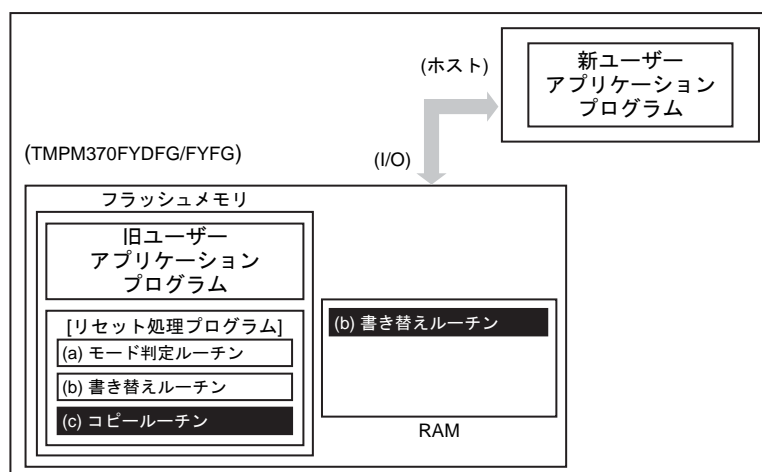 (ホスト)
新ユーザー
アプリケーション
プログラム
(TMPM370FYDFG/FYFG)
(I/O)
フラッシュメモリ
旧ユーザー
アプリケーション
プログラム
[リセット処理プログラム]
(a) モード判定ルーチン
(b) 書き替えルーチン
(c) コピールーチン
(b) 書き替えルーチン
RAM